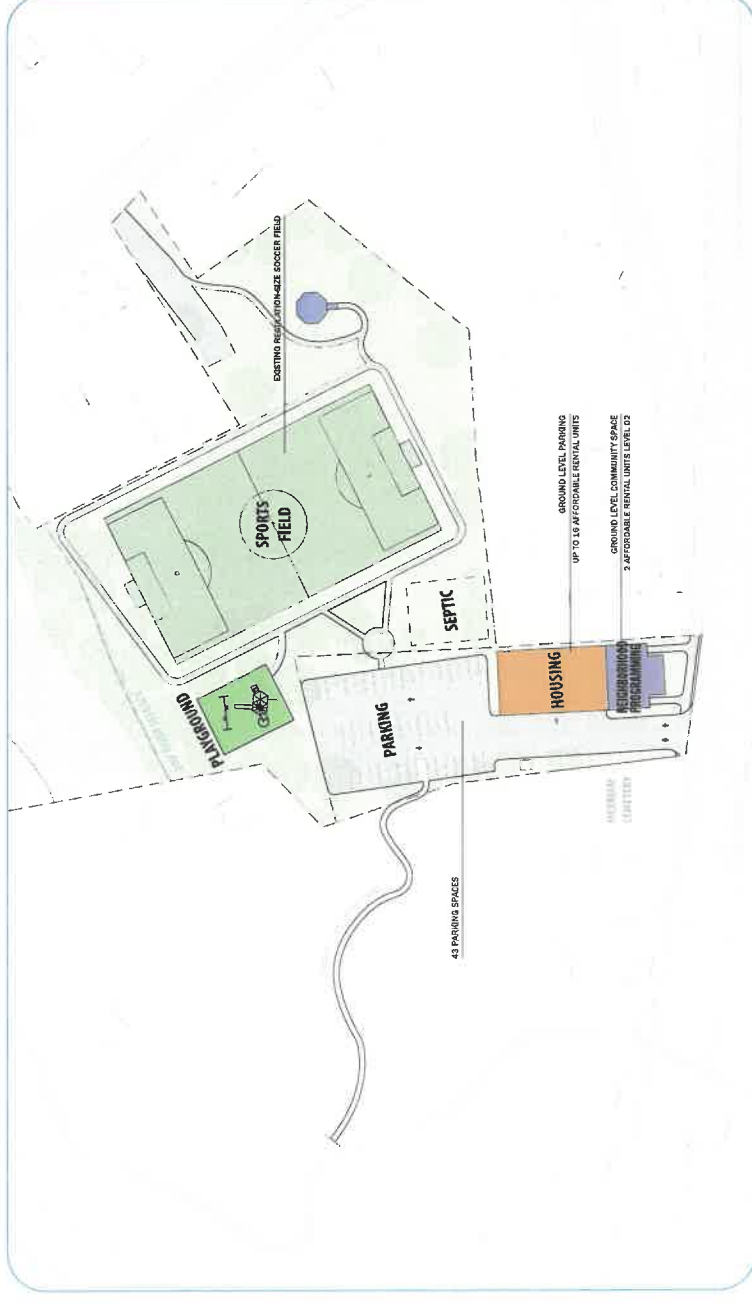 EXISTING REGULATION-SIZE SOCCER FIELD
SPORTS
FIELD
PLAYGROUND
SEPTIC
PARKING
43 PARKING SPACES
HOUSING
GROUND LEVEL PARKING
UP TO 16 AFFORDABLE RENTAL UNITS
NEIGHBORHOOD
PROGRAMMING
GROUND LEVEL COMMUNITY SPACE
2 AFFORDABLE RENTAL UNITS LEVEL 02
CEMETERY